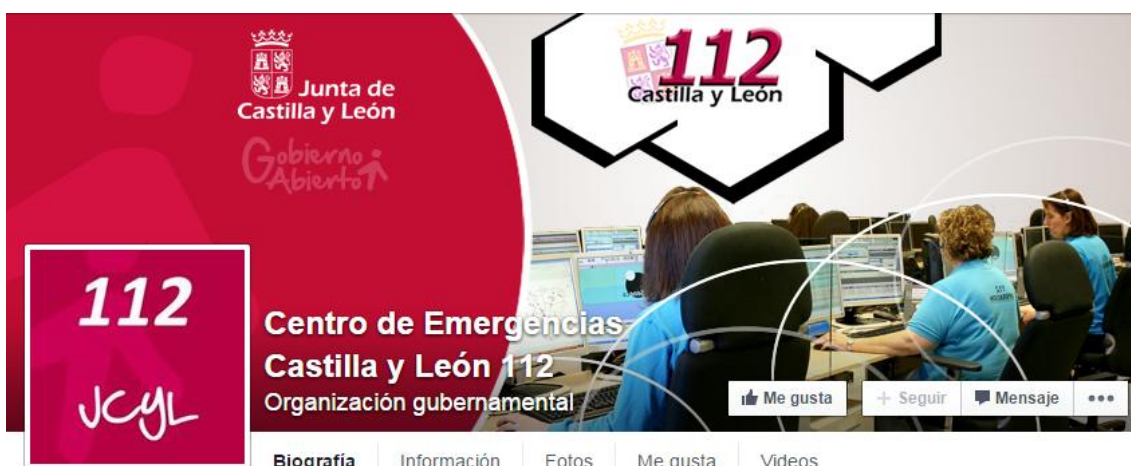 Junta de
Castilla y León
Gobierno
Abierto
112
Castilla y León
112
JCYL
Centro de Emergencias
Castilla y León 112
Organización gubernamental
Me gusta
Seguir
Mensaje
Biografía
Información
Fotos
Me gusta
Videos